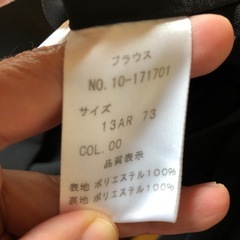 ブラウス
NO.10-171701
サイズ
13AR 73
COL.00
品質表示
表地 ポリエステル100%
裏地 ポリエステル100%